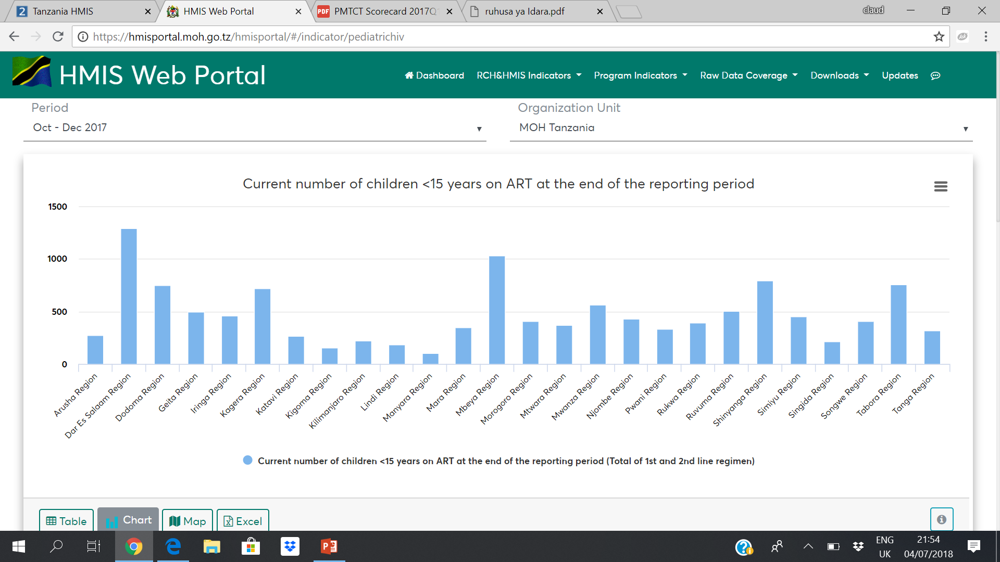 Tanzania HMIS
HMIS Web Portal
PDF PMTCT Scorecard 2017Q
ruhusa ya Idara.pdf
claud
https://hmisportal.moh.go.tz/hmisportal/#/indicator/pediatrichiv
HMIS Web Portal
Dashboard
RCH&HMIS Indicators
Program Indicators
Raw Data Coverage
Downloads
Updates
Period
Organization Unit
Oct - Dec 2017
MOH Tanzania
Current number of children <15 years on ART at the end of the reporting period
1500
1000
500
0
Arusha Region
Dar Es Salaam Region
Dodoma Region
Geita Region
Iringa Region
Kagera Region
Katavi Region
Kigoma Region
Kilimanjaro Region
Lindi Region
Manyara Region
Mara Region
Mbeya Region
Morogoro Region
Mtwara Region
Mwanza Region
Njombe Region
Pwani Region
Rukwa Region
Ruvuma Region
Shinyanga Region
Simiyu Region
Singida Region
Songwe Region
Tabora Region
Tanga Region
Current number of children <15 years on ART at the end of the reporting period (Total of 1st and 2nd line regimen)
Table
Chart
Map
Excel
ENG
UK
21:54
04/07/2018